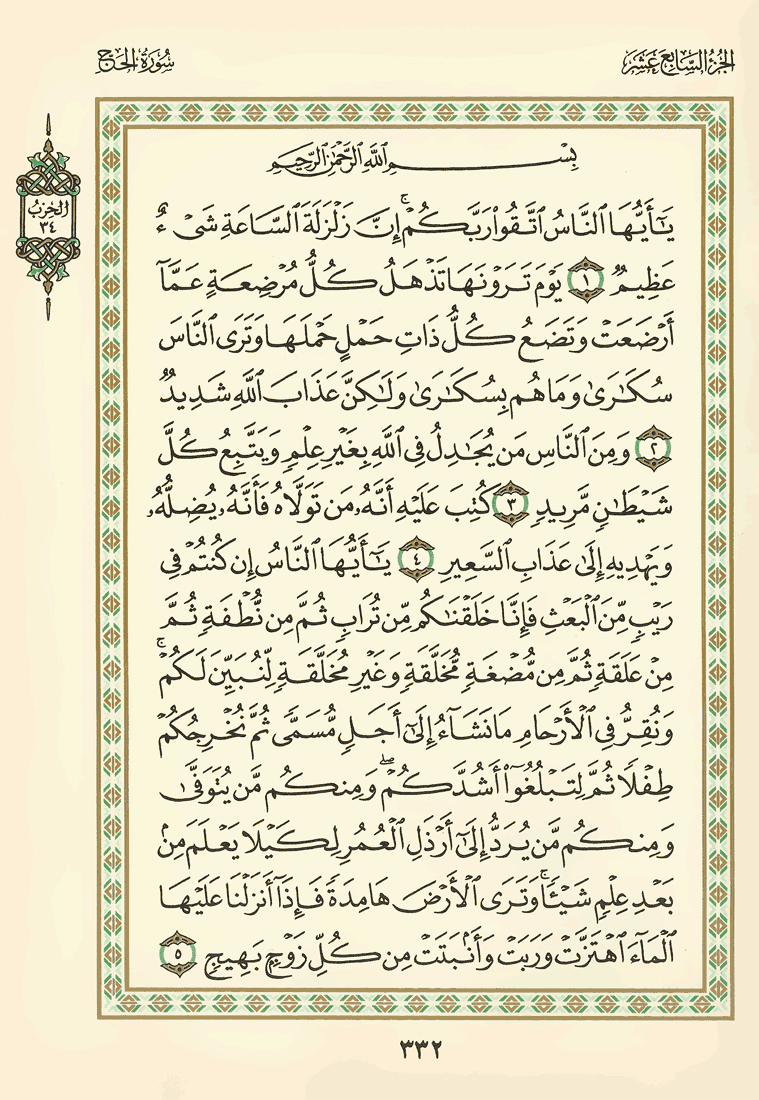 الجزء السابع عشر
سورة الحج
الحزب
٣٤
بِسْمِ ٱللَّهِ ٱلرَّحْمَٰنِ ٱلرَّحِيمِ
يَٰٓأَيُّهَا ٱلنَّاسُ ٱتَّقُوا۟ رَبَّكُمْ ۚ إِنَّ زَلْزَلَةَ ٱلسَّاعَةِ شَىْءٌ
عَظِيمٌ ۝١ يَوْمَ تَرَوْنَهَا تَذْهَلُ كُلُّ مُرْضِعَةٍ عَمَّآ
أَرْضَعَتْ وَتَضَعُ كُلُّ ذَاتِ حَمْلٍ حَمْلَهَا وَتَرَى ٱلنَّاسَ
سُكَٰرَىٰ وَمَا هُم بِسُكَٰرَىٰ وَلَٰكِنَّ عَذَابَ ٱللَّهِ شَدِيدٌ
۝٢ وَمِنَ ٱلنَّاسِ مَن يُجَٰدِلُ فِى ٱللَّهِ بِغَيْرِ عِلْمٍ وَيَتَّبِعُ كُلَّ
شَيْطَٰنٍ مَّرِيدٍ ۝٣ كُتِبَ عَلَيْهِ أَنَّهُۥ مَن تَوَلَّاهُ فَأَنَّهُۥ يُضِلُّهُۥ
وَيَهْدِيهِ إِلَىٰ عَذَابِ ٱلسَّعِيرِ ۝٤ يَٰٓأَيُّهَا ٱلنَّاسُ إِن كُنتُمْ فِى
رَيْبٍ مِّنَ ٱلْبَعْثِ فَإِنَّا خَلَقْنَٰكُم مِّن تُرَابٍ ثُمَّ مِن نُّطْفَةٍ ثُمَّ
مِنْ عَلَقَةٍ ثُمَّ مِن مُّضْغَةٍ مُّخَلَّقَةٍ وَغَيْرِ مُخَلَّقَةٍ لِّنُبَيِّنَ لَكُمْ ۚ
وَنُقِرُّ فِى ٱلْأَرْحَامِ مَا نَشَآءُ إِلَىٰٓ أَجَلٍ مُّسَمًّى ثُمَّ نُخْرِجُكُمْ
طِفْلًا ثُمَّ لِتَبْلُغُوٓا۟ أَشُدَّكُمْ ۖ وَمِنكُم مَّن يُتَوَفَّىٰ
وَمِنكُم مَّن يُرَدُّ إِلَىٰٓ أَرْذَلِ ٱلْعُمُرِ لِكَيْلَا يَعْلَمَ مِنۢ
بَعْدِ عِلْمٍ شَيْـًٔا ۚ وَتَرَى ٱلْأَرْضَ هَامِدَةً فَإِذَآ أَنزَلْنَا عَلَيْهَا
ٱلْمَآءَ ٱهْتَزَّتْ وَرَبَتْ وَأَنۢبَتَتْ مِن كُلِّ زَوْجٍۭ بَهِيجٍ ۝٥
٣٣٢